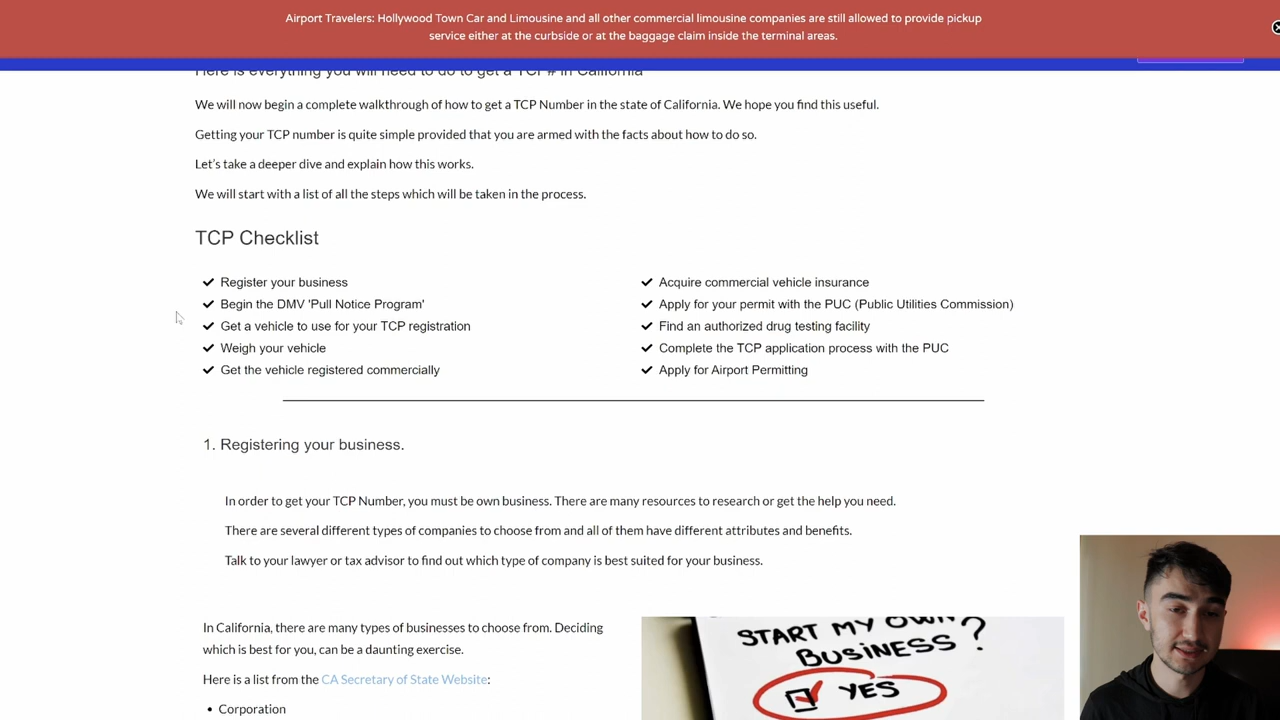 Airport Travelers: Hollywood Town Car and Limousine and all other commercial limousine companies are still allowed to provide pickup
service either at the curbside or at the baggage claim inside the terminal areas.
Here is everything you will need to do to get a TCP # in California
We will now begin a complete walkthrough of how to get a TCP Number in the state of California. We hope you find this useful.
Getting your TCP number is quite simple provided that you are armed with the facts about how to do so.
Let's take a deeper dive and explain how this works.
We will start with a list of all the steps which will be taken in the process.
TCP Checklist
Register your business
Begin the DMV 'Pull Notice Program'
Get a vehicle to use for your TCP registration
Weigh your vehicle
Get the vehicle registered commercially
Acquire commercial vehicle insurance
Apply for your permit with the PUC (Public Utilities Commission)
Find an authorized drug testing facility
Complete the TCP application process with the PUC
Apply for Airport Permitting
1. Registering your business.
In order to get your TCP Number, you must be own business. There are many resources to research or get the help you need.
There are several different types of companies to choose from and all of them have different attributes and benefits.
Talk to your lawyer or tax advisor to find out which type of company is best suited for your business.
In California, there are many types of businesses to choose from. Deciding
which is best for you, can be a daunting exercise.
Here is a list from the CA Secretary of State Website:
• Corporation
START MY OWN
BUSINESS?
YES